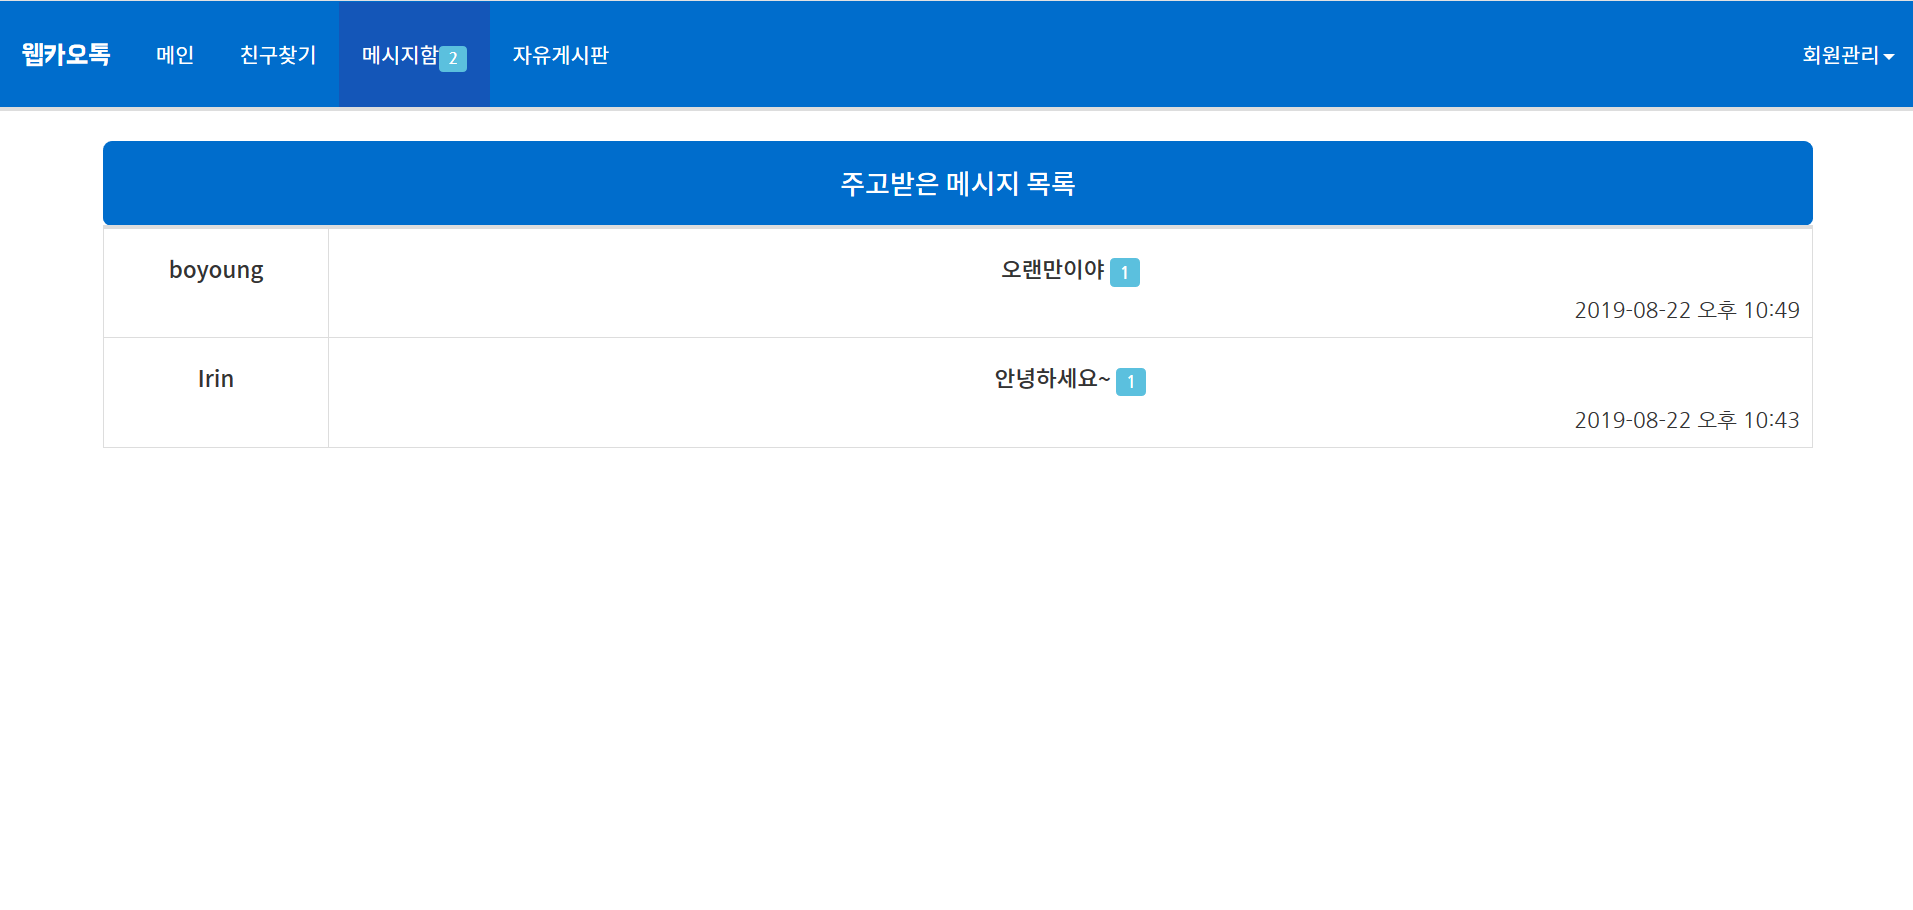 웹카오톡 메인 친구찾기 메시지함 2 자유게시판 회원관리
주고받은 메시지 목록
boyoung 오랜만이야 1
2019-08-22 오후 10:49
Irin 안녕하세요~ 1
2019-08-22 오후 10:43